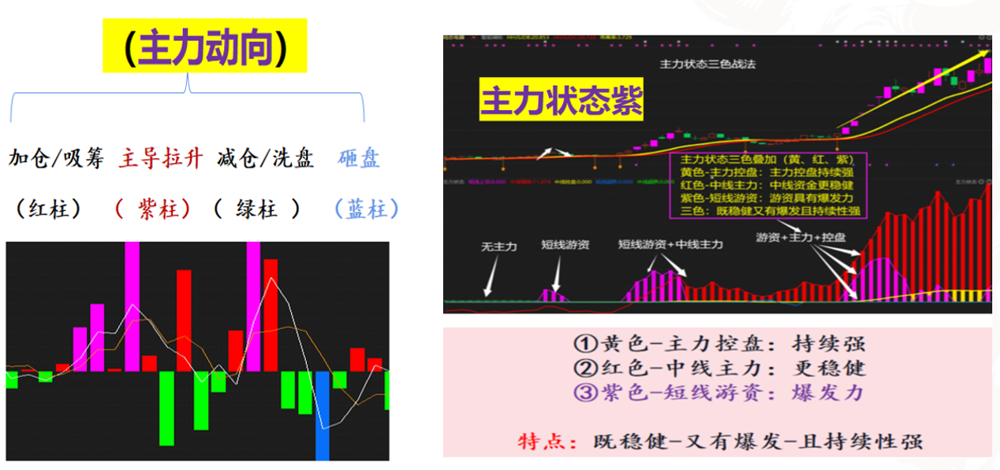 (主力动向)
加仓/吸筹 主导拉升 减仓/洗盘 砸盘
(红柱) (紫柱) (绿柱) (蓝柱)
主力状态三色战法
主力状态紫
主力状态三色叠加（黄、红、紫）
黄色-主力控盘：主力控盘持续强
红色-中线主力：中线资金更稳健
紫色-短线游资：游资具有爆发力
三色：既稳健又有爆发且持续性强
无主力
短线游资
短线游资+中线主力
游资+主力+控盘
①黄色-主力控盘：持续强
②红色-中线主力：更稳健
③紫色-短线游资：爆发力
特点：既稳健-又有爆发-且持续性强